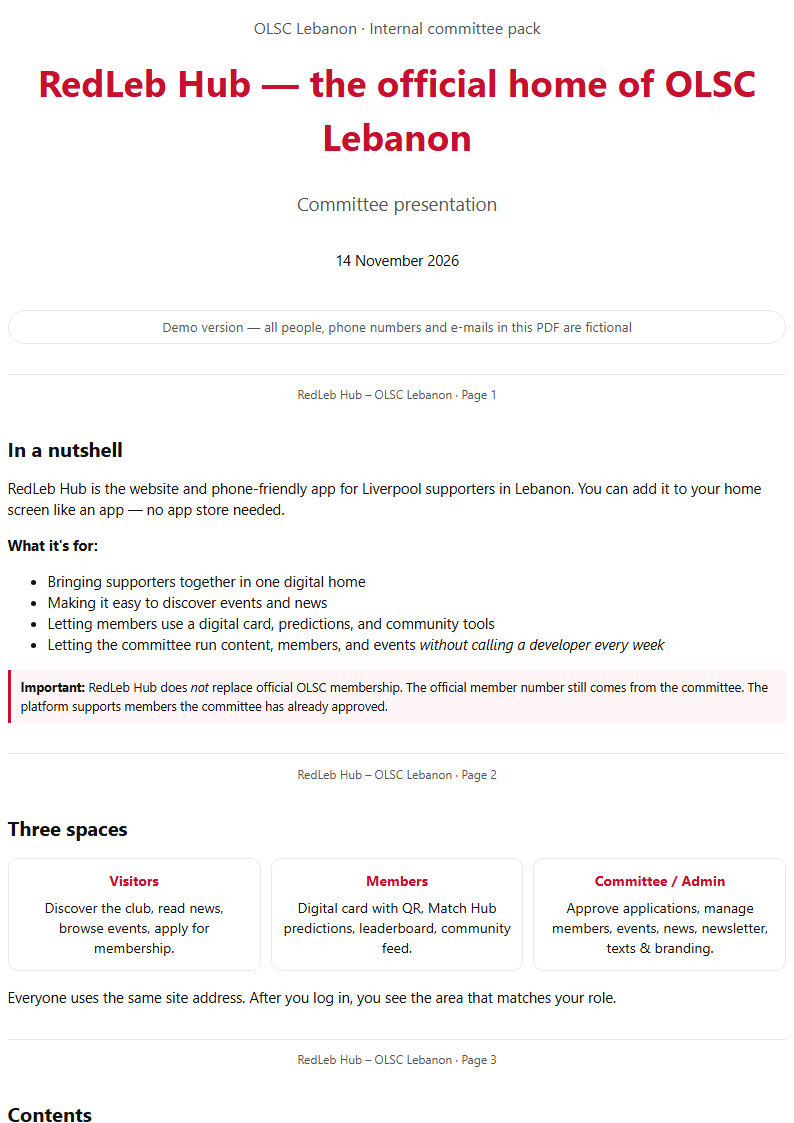 OLSC Lebanon · Internal committee pack
RedLeb Hub — the official home of OLSC
Lebanon
Committee presentation
14 November 2026
Demo version — all people, phone numbers and e-mails in this PDF are fictional
RedLeb Hub – OLSC Lebanon · Page 1
In a nutshell
RedLeb Hub is the website and phone-friendly app for Liverpool supporters in Lebanon. You can add it to your home
screen like an app — no app store needed.
What it's for:
• Bringing supporters together in one digital home
• Making it easy to discover events and news
• Letting members use a digital card, predictions, and community tools
• Letting the committee run content, members, and events without calling a developer every week
Important: RedLeb Hub does not replace official OLSC membership. The official member number still comes from the committee. The
platform supports members the committee has already approved.
RedLeb Hub – OLSC Lebanon · Page 2
Three spaces
Visitors
Discover the club, read news,
browse events, apply for
membership.
Members
Digital card with QR, Match Hub
predictions, leaderboard, community
feed.
Committee / Admin
Approve applications, manage
members, events, news, newsletter,
texts & branding.
Everyone uses the same site address. After you log in, you see the area that matches your role.
RedLeb Hub – OLSC Lebanon · Page 3
Contents